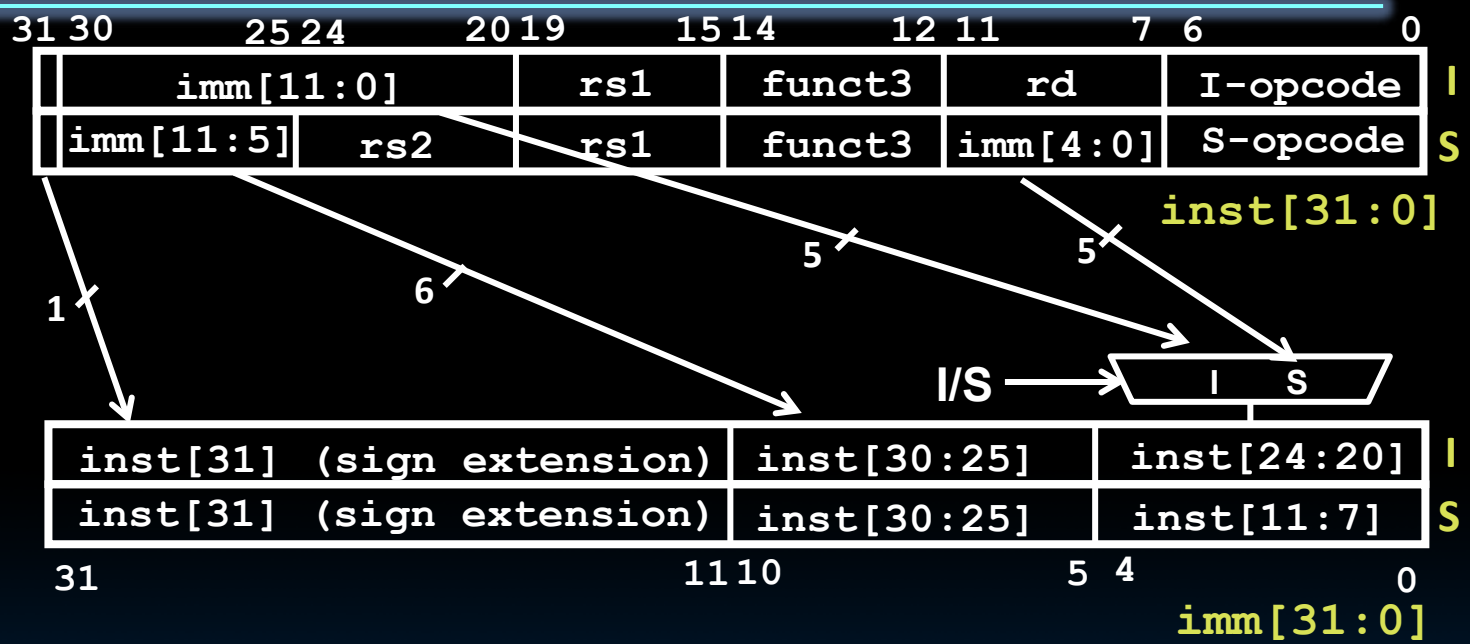 31 30 25 24 20 19 15 14 12 11 7 6 0
imm[11:0] rs1 funct3 rd I-opcode I
imm[11:5] rs2 rs1 funct3 imm[4:0] S-opcode S
inst[31:0]
5 5
1 6
I/S I S
inst[31] (sign extension) inst[30:25] inst[24:20] I
inst[31] (sign extension) inst[30:25] inst[11:7] S
31 11 10 5 4 0
imm[31:0]